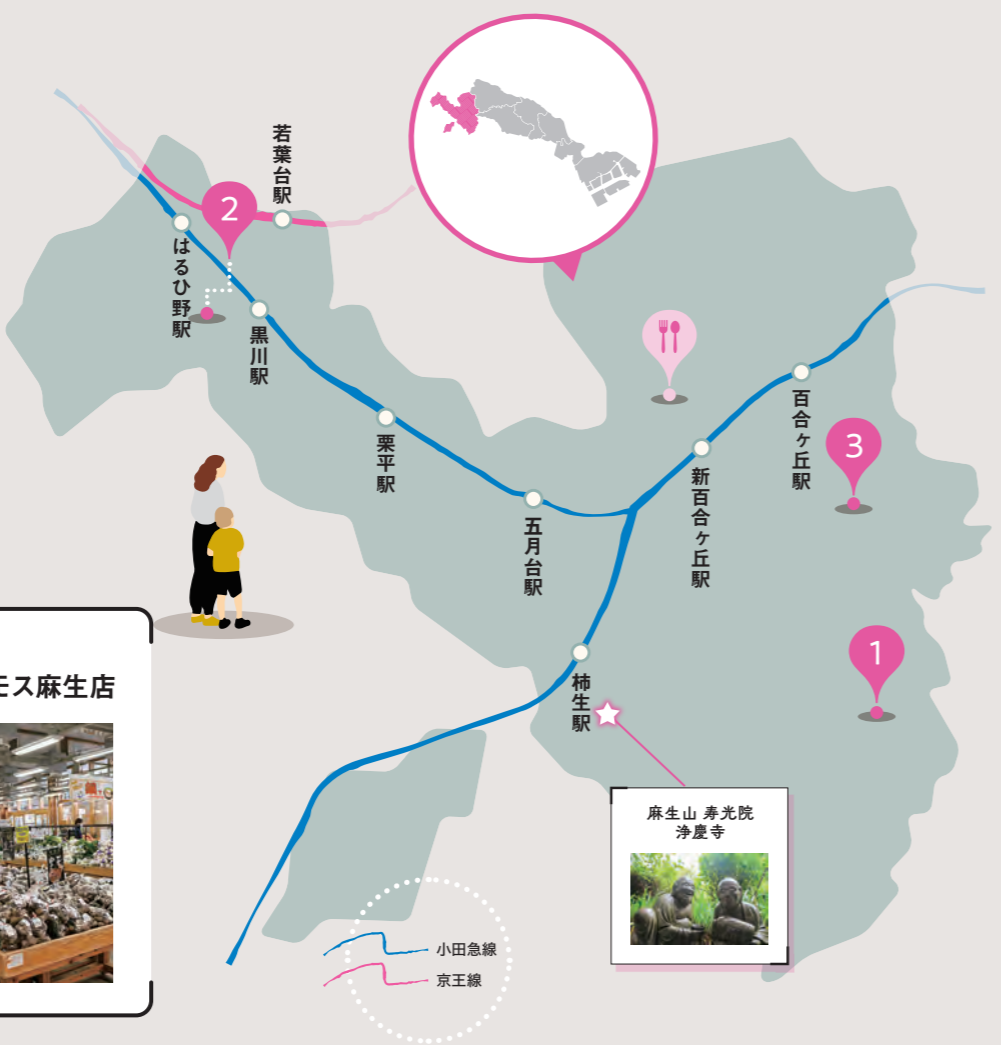 若葉台駅
2
はるひ野駅
黒川駅
栗平駅
五月台駅
新百合ヶ丘駅
百合ヶ丘駅
3
1
柿生駅
モス麻生店
麻生山 寿光院
浄慶寺
小田急線
京王線